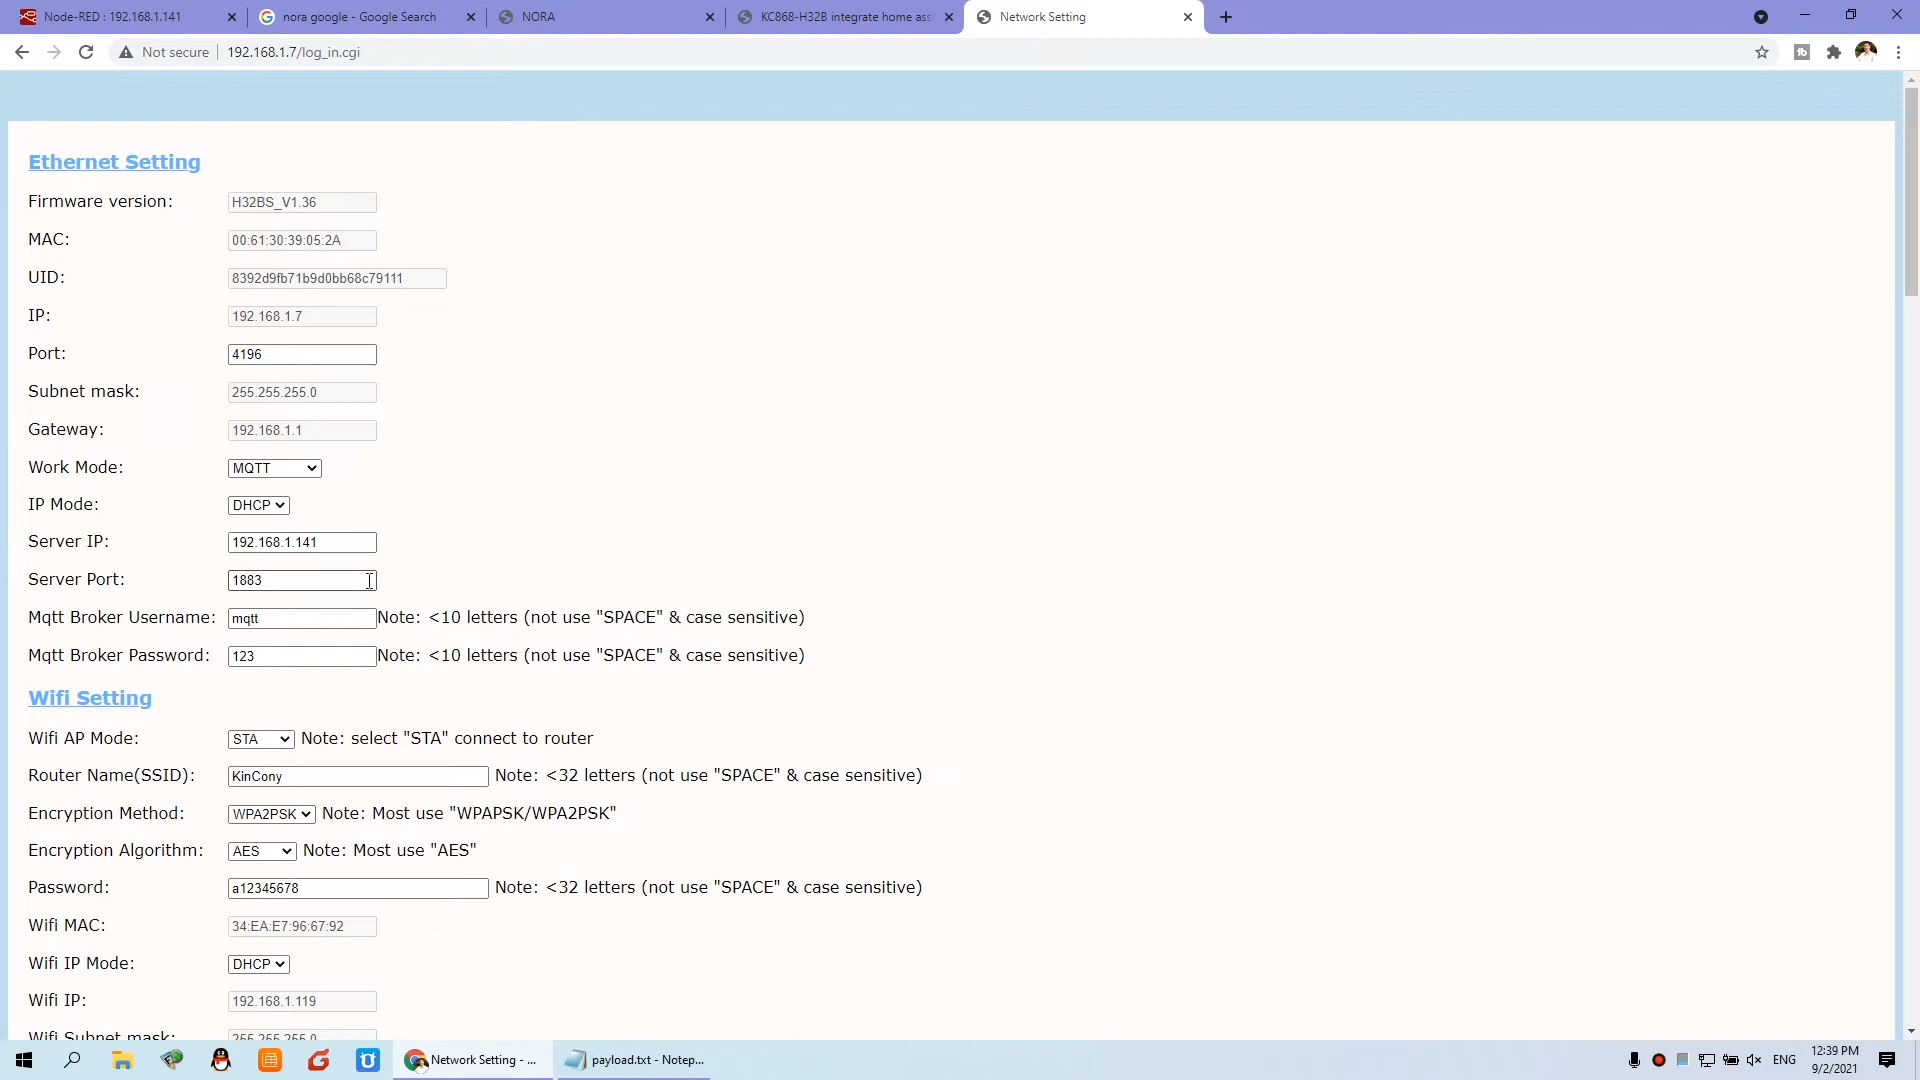 Node-RED : 192.168.1.141
nora google - Google Search
NORA
KC868-H32B integrate home ass
Network Setting
Not secure
192.168.1.7/log_in.cgi
Ethernet Setting
Firmware version: H32BS_V1.36
MAC: 00:61:30:39:05:2A
UID: 8392d9fb71b9d0bb68c79111
IP: 192.168.1.7
Port: 4196
Subnet mask: 255.255.255.0
Gateway: 192.168.1.1
Work Mode: MQTT
IP Mode: DHCP
Server IP: 192.168.1.141
Server Port: 1883
Mqtt Broker Username: mqtt Note: <10 letters (not use "SPACE" & case sensitive)
Mqtt Broker Password: 123 Note: <10 letters (not use "SPACE" & case sensitive)
Wifi Setting
Wifi AP Mode: STA Note: select "STA" connect to router
Router Name(SSID): KinCony Note: <32 letters (not use "SPACE" & case sensitive)
Encryption Method: WPA2PSK Note: Most use "WPAPSK/WPA2PSK"
Encryption Algorithm: AES Note: Most use "AES"
Password: a12345678 Note: <32 letters (not use "SPACE" & case sensitive)
Wifi MAC: 34:EA:E7:96:67:92
Wifi IP Mode: DHCP
Wifi IP: 192.168.1.119
Wifi Subnet mask: 255.255.255.0
Network Setting - ...
payload.txt - Notep...
ENG
12:39 PM
9/2/2021